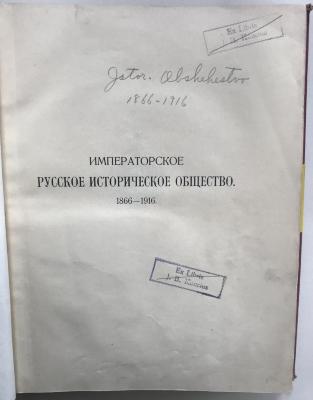 Ex Libris
Istor. Obshchestvo
1866-1916
ИМПЕРАТОРСКОЕ
РУССКОЕ ИСТОРИЧЕСКОЕ ОБЩЕСТВО.
1866—1916.
Ex Libris